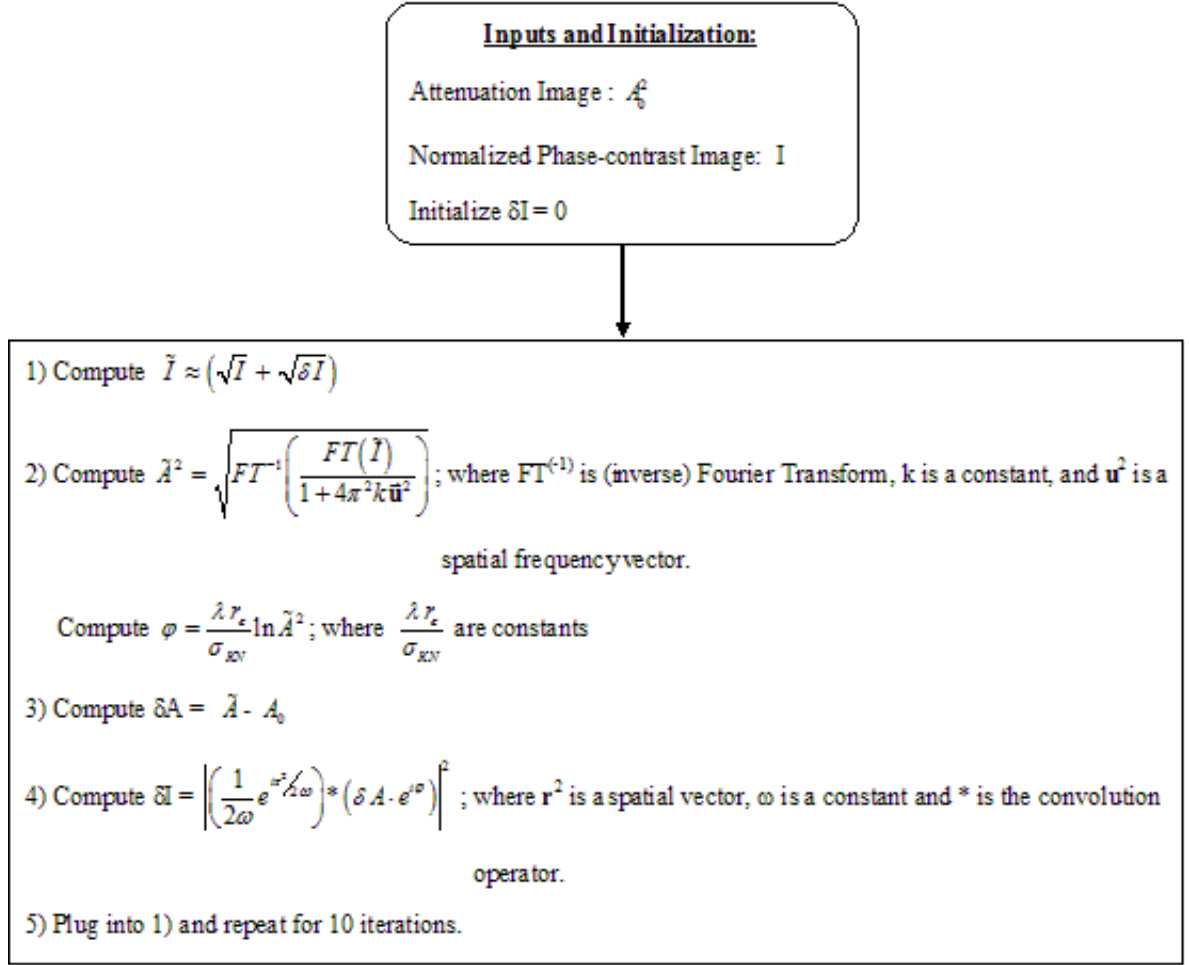 Inputs and Initialization:
Attenuation Image : A₀²
Normalized Phase-contrast Image: I
Initialize δI = 0
1) Compute Ĩ ≈ (√I + √δI)
2) Compute Ã² = √(FT⁻¹(FT(Ĩ) / (1 + 4π²kū²))) ; where FT⁽⁻¹⁾ is (inverse) Fourier Transform, k is a constant, and u² is a
spatial frequency vector.
Compute φ = (λ rₑ / σ_KN) ln Ã² ; where λ rₑ / σ_KN are constants
3) Compute δA = Ã - A₀
4) Compute δI = |((1 / 2ω) e^(πr²/2ω)) * (δ A · e^(iφ))|² ; where r² is a spatial vector, ω is a constant and * is the convolution
operator.
5) Plug into 1) and repeat for 10 iterations.